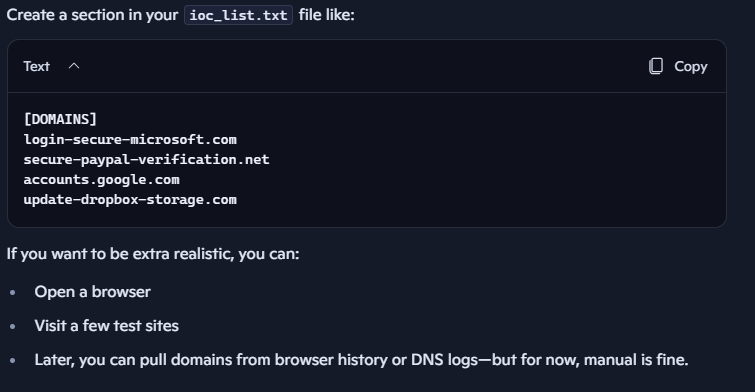 Create a section in your ioc_list.txt file like:
Text
Copy
[DOMAINS]
login-secure-microsoft.com
secure-paypal-verification.net
accounts.google.com
update-dropbox-storage.com
If you want to be extra realistic, you can:
• Open a browser
• Visit a few test sites
• Later, you can pull domains from browser history or DNS logs—but for now, manual is fine.